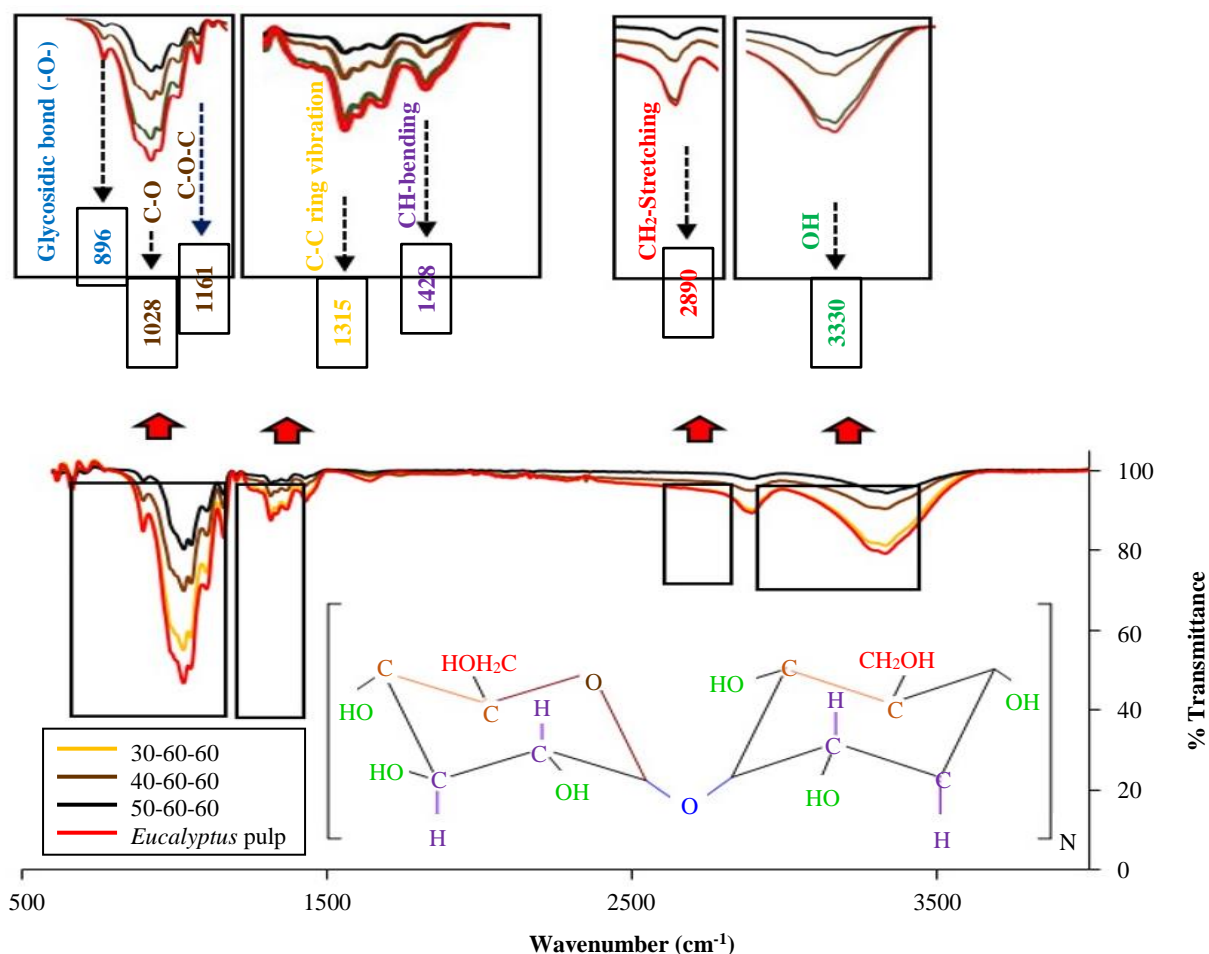 Glycosidic bond (-O-)
896
C-O
1028
C-O-C
1161
C-C ring vibration
1315
CH-bending
1428
CH₂-Stretching
2890
OH
3330
100
80
60
40
20
0
% Transmittance
HOH₂C
C
O
C
HO
H
HO
C
C
OH
H
O
HO
C
CH₂OH
C
H
OH
C
HO
C
H
N
30-60-60
40-60-60
50-60-60
Eucalyptus pulp
500
1500
2500
3500
Wavenumber (cm⁻¹)